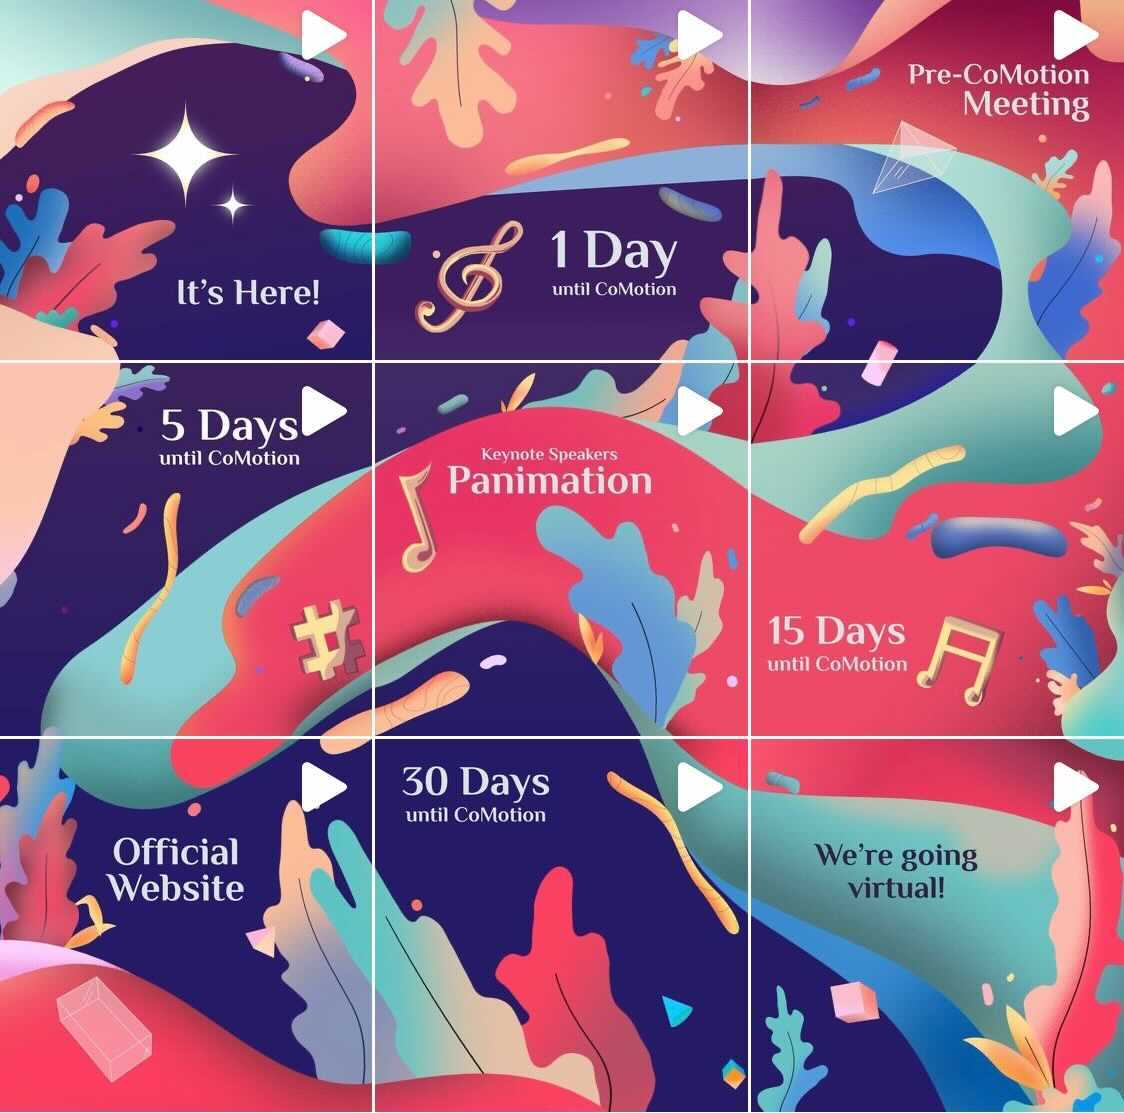 It's Here!
1 Day
until CoMotion
Pre-CoMotion
Meeting
5 Days
until CoMotion
Keynote Speakers
Panimation
15 Days
until CoMotion
Official
Website
30 Days
until CoMotion
We're going
virtual!